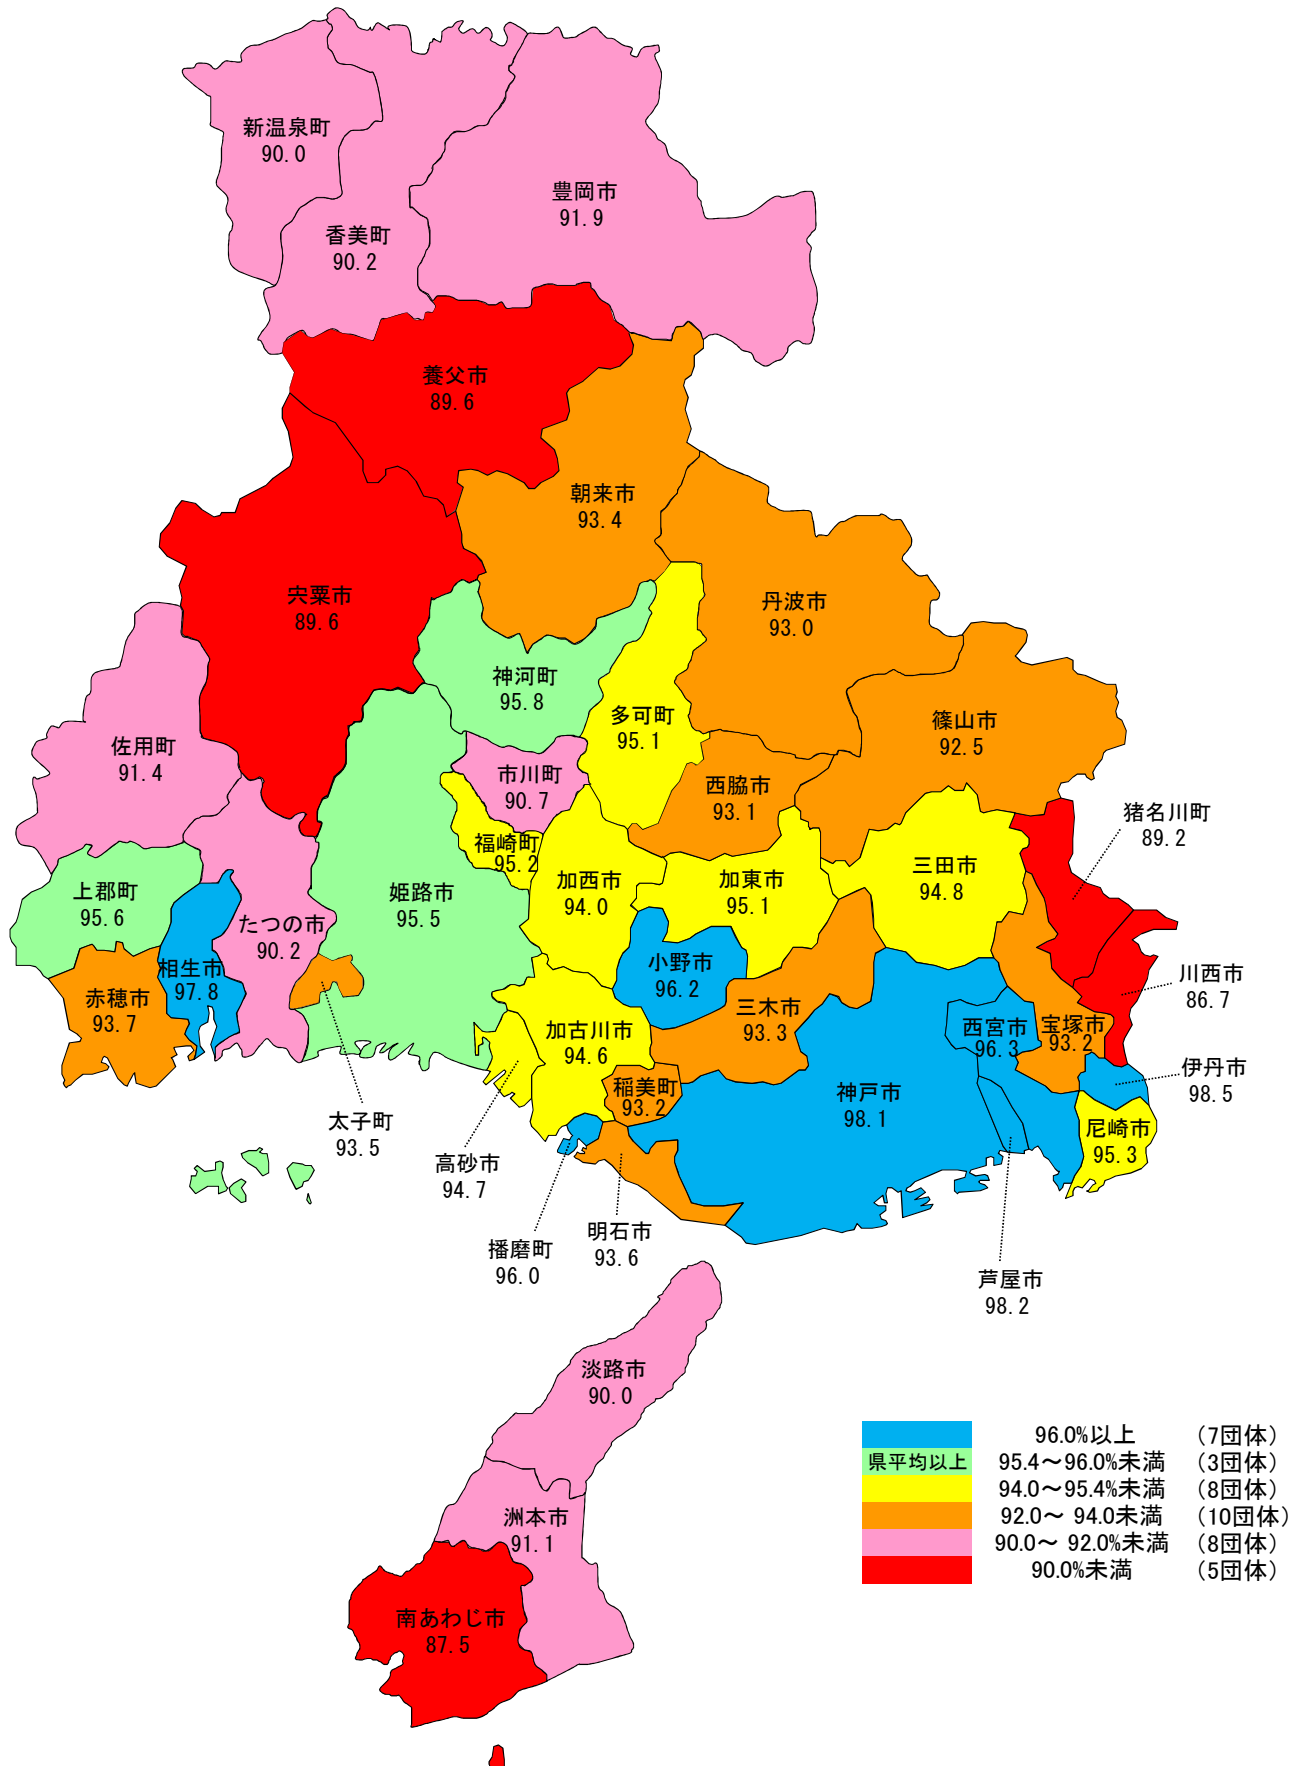 新温泉町
90.0
香美町
90.2
豊岡市
91.9
養父市
89.6
朝来市
93.4
宍粟市
89.6
丹波市
93.0
神河町
95.8
多可町
95.1
篠山市
92.5
佐用町
91.4
市川町
90.7
西脇市
93.1
猪名川町
89.2
福崎町
95.2
三田市
94.8
上郡町
95.6
姫路市
95.5
加西市
94.0
加東市
95.1
たつの市
90.2
相生市
97.8
小野市
96.2
川西市
86.7
赤穂市
93.7
三木市
93.3
加古川市
94.6
西宮市
96.3
宝塚市
93.2
伊丹市
98.5
稲美町
93.2
神戸市
98.1
太子町
93.5
尼崎市
95.3
高砂市
94.7
明石市
93.6
播磨町
96.0
芦屋市
98.2
淡路市
90.0
洲本市
91.1
南あわじ市
87.5
96.0%以上 （7団体）
県平均以上 95.4～96.0%未満 （3団体）
94.0～95.4%未満 （8団体）
92.0～ 94.0未満 （10団体）
90.0～ 92.0%未満 （8団体）
90.0%未満 （5団体）